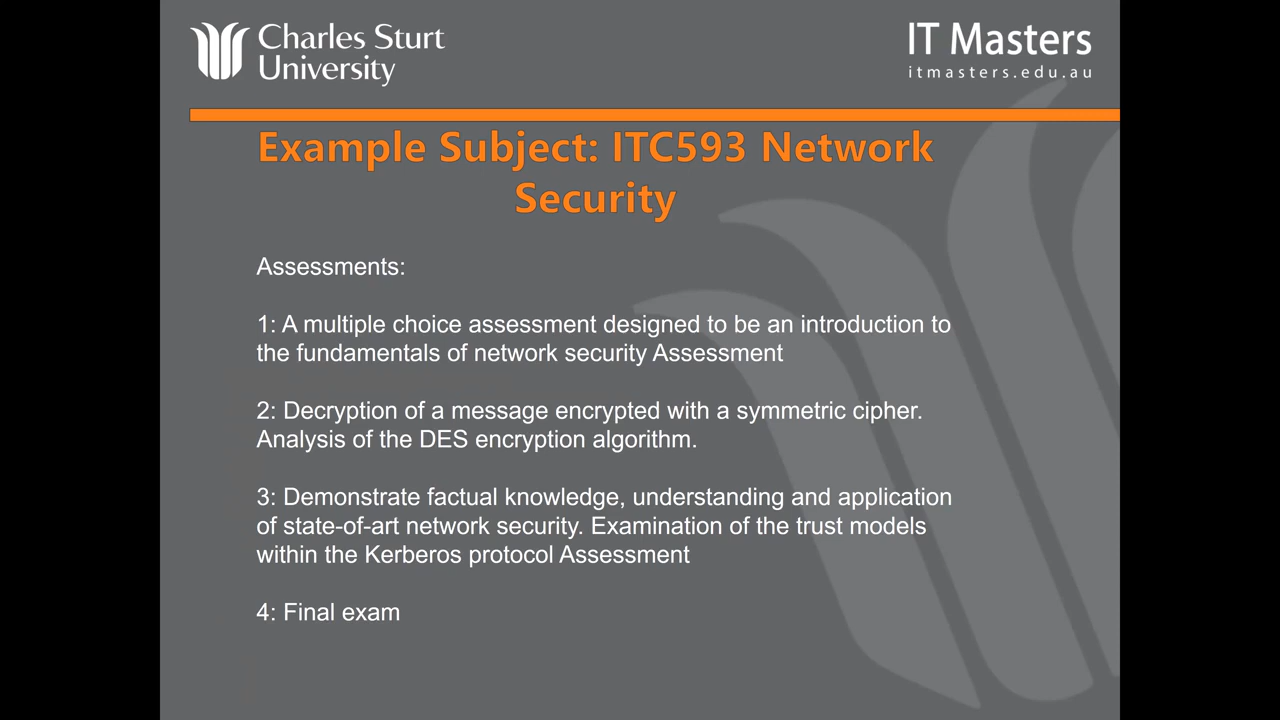 Charles Sturt
University
IT Masters
itmasters.edu.au
Example Subject: ITC593 Network
Security
Assessments:
1: A multiple choice assessment designed to be an introduction to
the fundamentals of network security Assessment
2: Decryption of a message encrypted with a symmetric cipher.
Analysis of the DES encryption algorithm.
3: Demonstrate factual knowledge, understanding and application
of state-of-art network security. Examination of the trust models
within the Kerberos protocol Assessment
4: Final exam